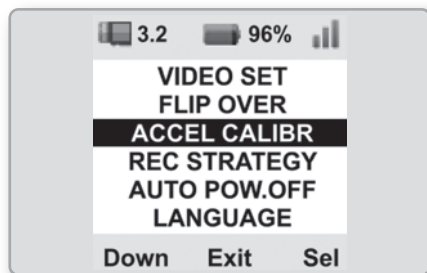 3.2 96%
VIDEO SET
FLIP OVER
ACCEL CALIBR
REC STRATEGY
AUTO POW.OFF
LANGUAGE
Down Exit Sel